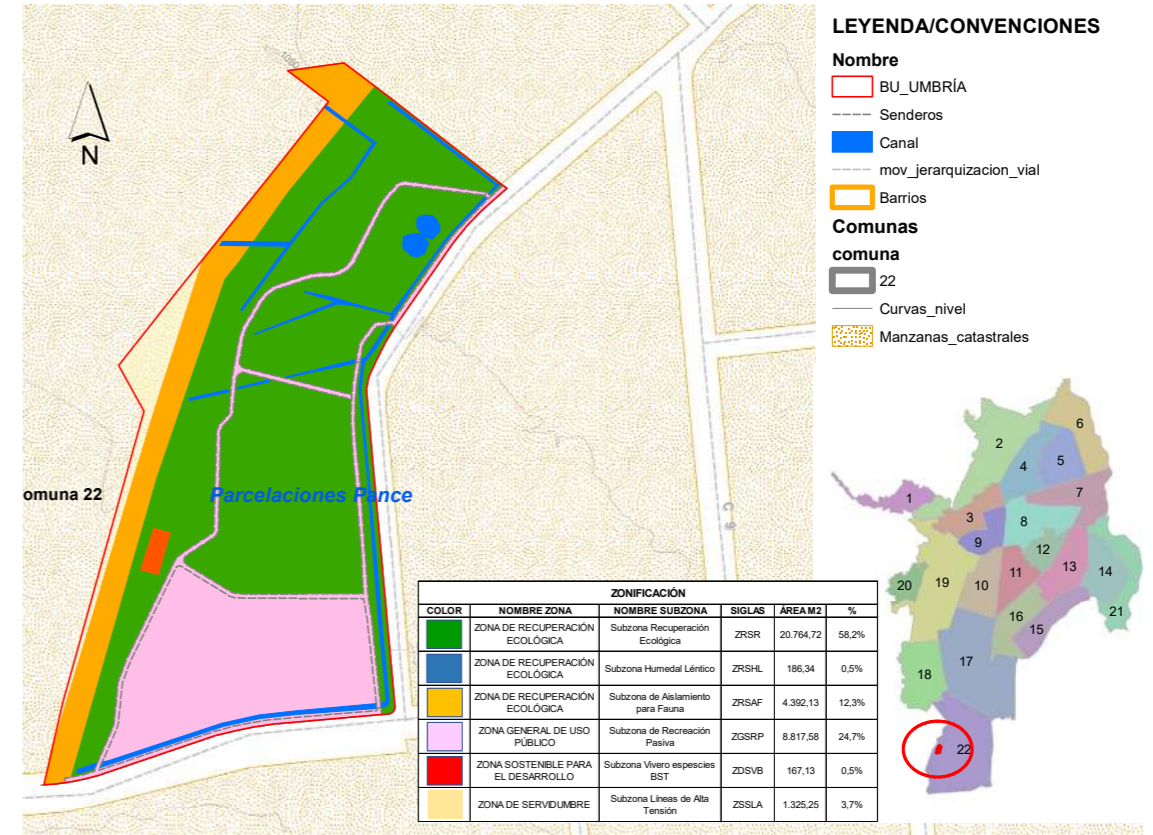 LEYENDA/CONVENCIONES
Nombre
BU_UMBRÍA
Senderos
Canal
mov_jerarquizacion_vial
Barrios
Comunas
comuna
22
Curvas_nivel
Manzanas_catastrales
1050
N
omuna 22
Parcelaciones Pance
C 9
ZONIFICACIÓN
COLOR NOMBRE ZONA NOMBRE SUBZONA SIGLAS ÁREA M2 %
ZONA DE RECUPERACIÓN ECOLÓGICA Subzona Recuperación Ecológica ZRSR 20.764,72 58,2%
ZONA DE RECUPERACIÓN ECOLÓGICA Subzona Humedal Léntico ZRSHL 186,34 0,5%
ZONA DE RECUPERACIÓN ECOLÓGICA Subzona de Aislamiento para Fauna ZRSAF 4.392,13 12,3%
ZONA GENERAL DE USO PÚBLICO Subzona de Recreación Pasiva ZGSRP 8.817,58 24,7%
ZONA SOSTENIBLE PARA EL DESARROLLO Subzona Vivero espescies BST ZDSVB 167,13 0,5%
ZONA DE SERVIDUMBRE Subzona Líneas de Alta Tensión ZSSLA 1.325,25 3,7%
6
2
5
4
7
1
3
8
9
12
13
14
11
20
19
10
21
16
15
17
18
22